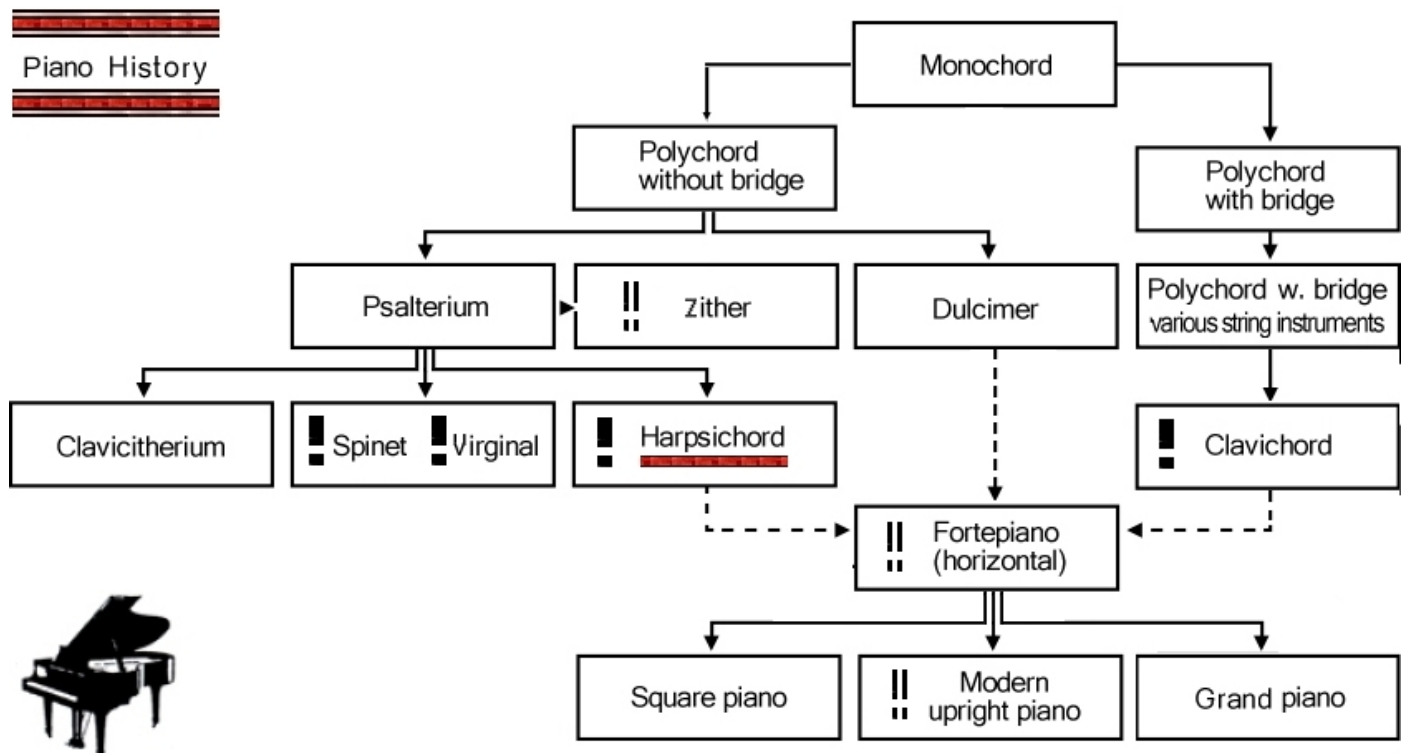 Piano History
Monochord
Polychord
without bridge
Polychord
with bridge
Psalterium
Zither
Dulcimer
Polychord w. bridge
various string instruments
Clavicitherium
Spinet
Virginal
Harpsichord
Clavichord
Fortepiano
(horizontal)
Square piano
Modern
upright piano
Grand piano